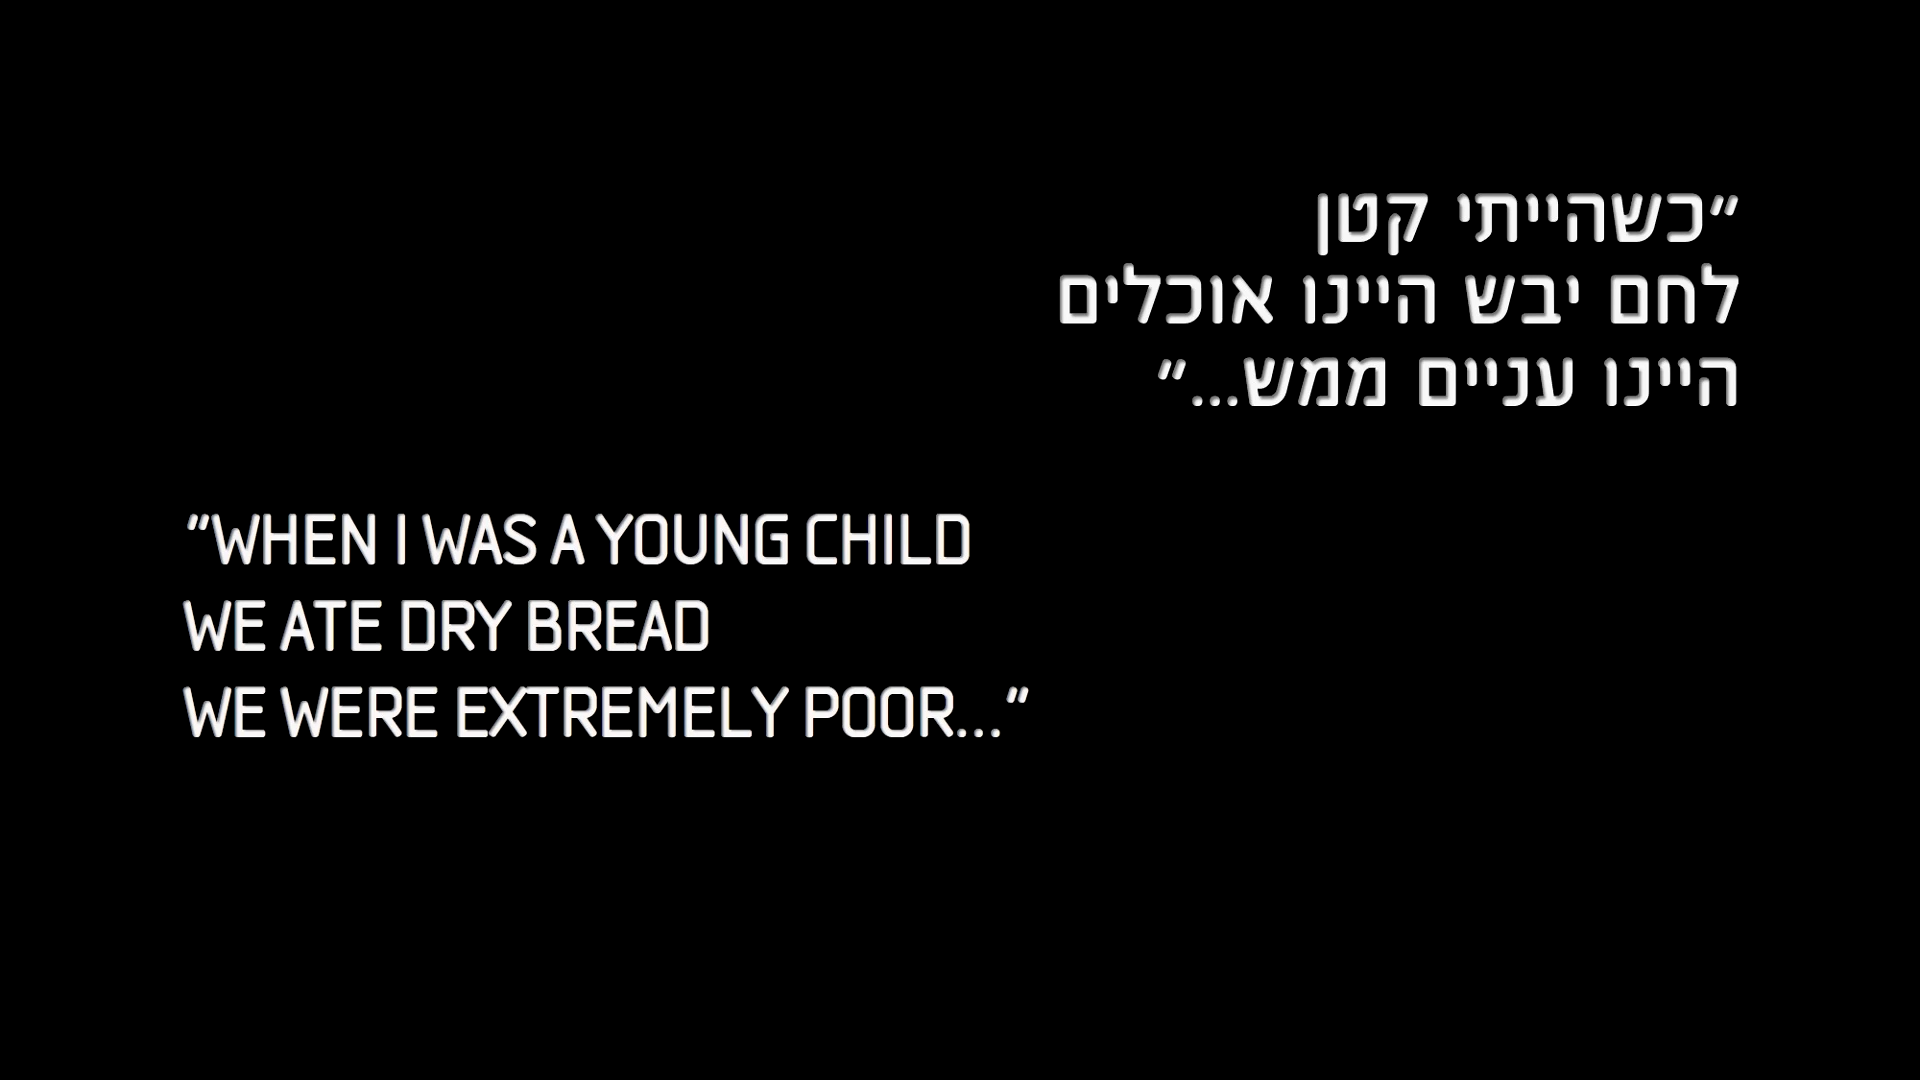 ״כשהייתי קטן
לחם יבש היינו אוכלים
היינו עניים ממש...״
"WHEN I WAS A YOUNG CHILD
WE ATE DRY BREAD
WE WERE EXTREMELY POOR..."